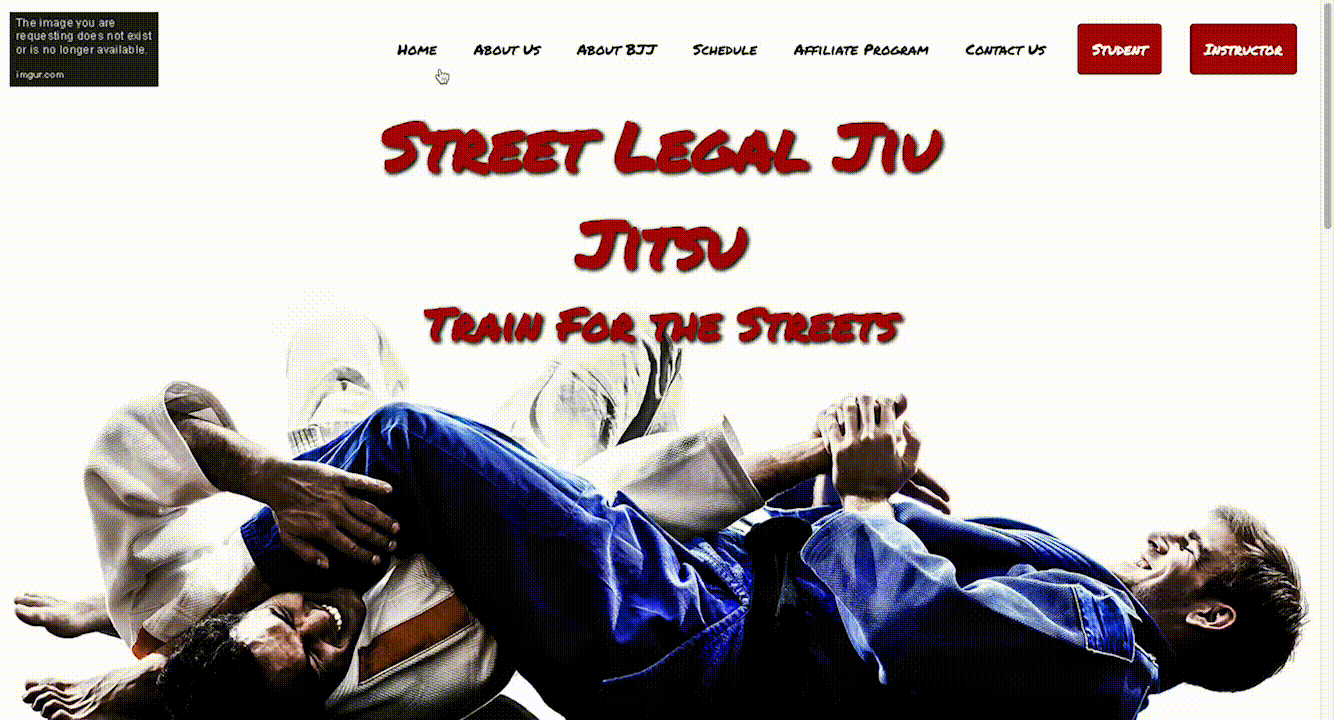 The image you are
requesting does not exist
or is no longer available.
imgur.com
Home About Us About BJJ Schedule Affiliate Program Contact Us Student Instructor
Street Legal Jiu
Jitsu
Train For the Streets